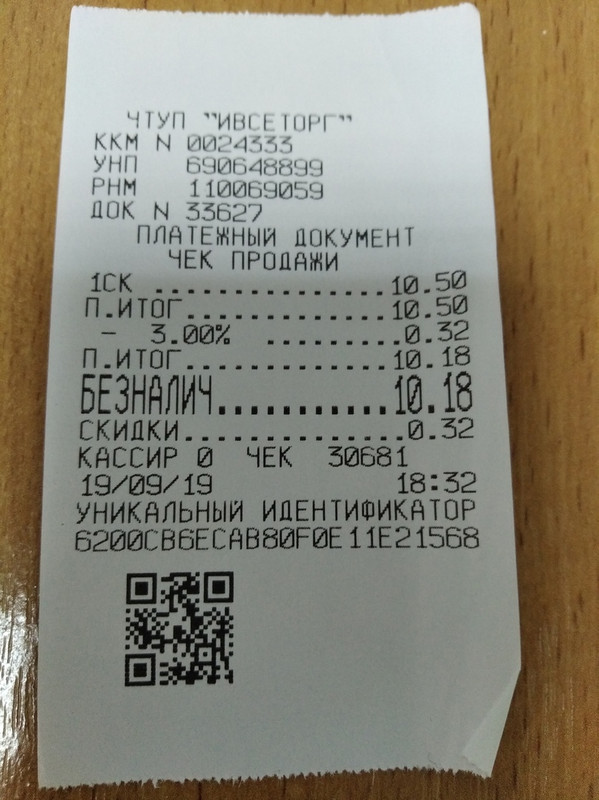 ЧТУП "ИВСЕТОРГ"
ККМ N 0024333
УНП 690648899
РНМ 110069059
ДОК N 33627
ПЛАТЕЖНЫЙ ДОКУМЕНТ
ЧЕК ПРОДАЖИ
1СК ...............10.50
П.ИТОГ.............10.50
- 3.00% .........0.32
П.ИТОГ.............10.18
БЕЗНАЛИЧ...........10.18
СКИДКИ..............0.32
КАССИР 0 ЧЕК 30681
19/09/19 18:32
УНИКАЛЬНЫЙ ИДЕНТИФИКАТОР
6200CB6ECAB80F0E11E21568